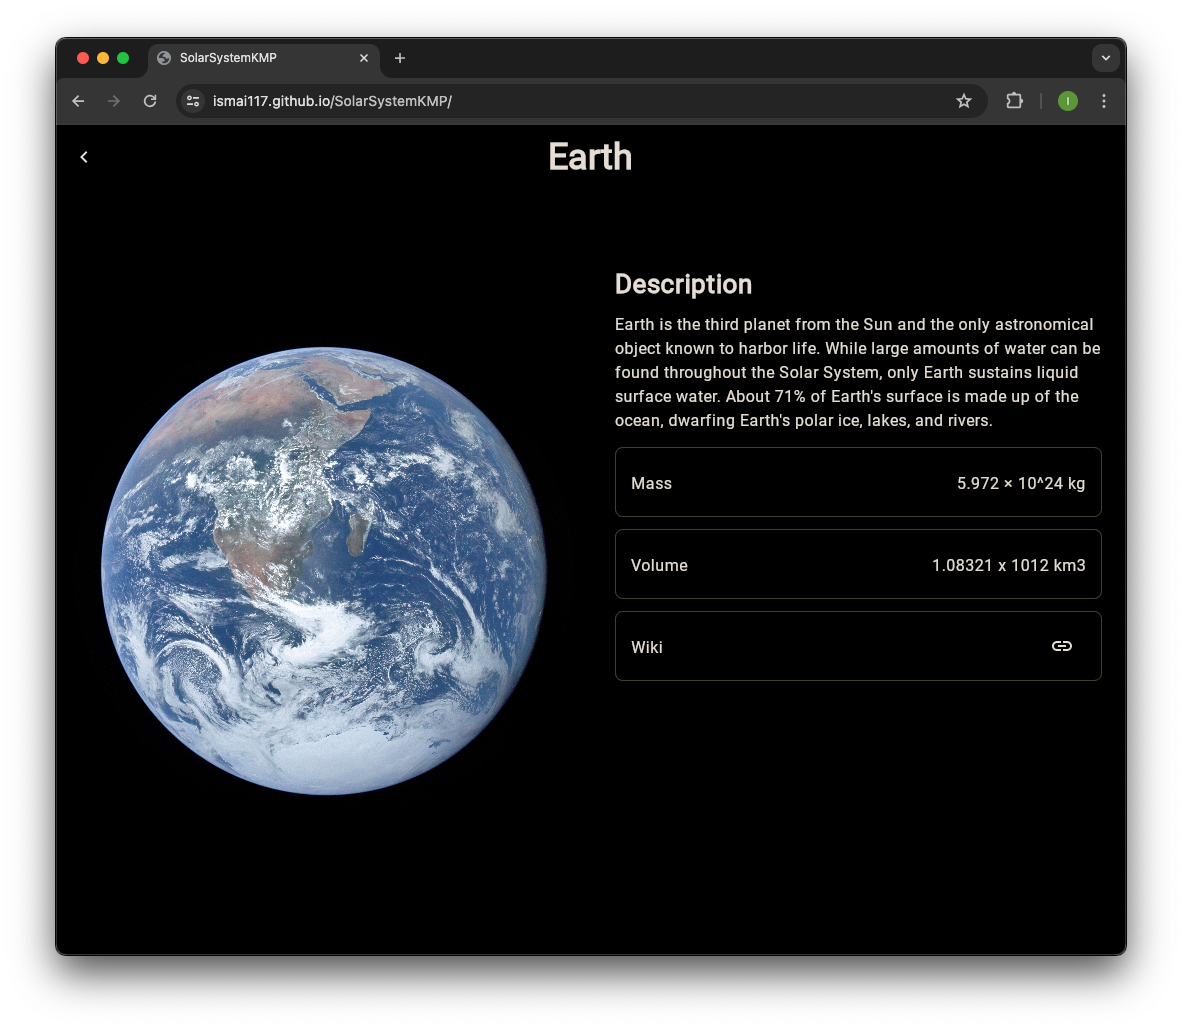 SolarSystemKMP
ismai117.github.io/SolarSystemKMP/
I
Earth
Description
Earth is the third planet from the Sun and the only astronomical
object known to harbor life. While large amounts of water can be
found throughout the Solar System, only Earth sustains liquid
surface water. About 71% of Earth's surface is made up of the
ocean, dwarfing Earth's polar ice, lakes, and rivers.
Mass 5.972 × 10^24 kg
Volume 1.08321 x 1012 km3
Wiki